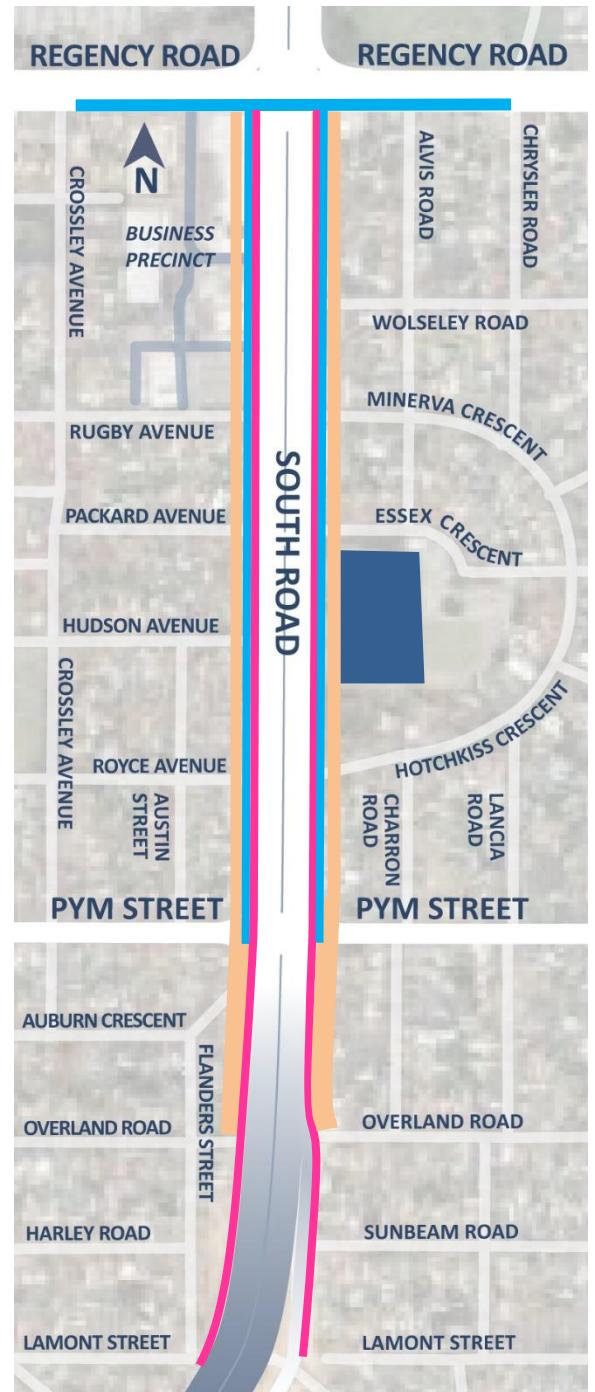 REGENCY ROAD
REGENCY ROAD
N
BUSINESS
PRECINCT
CROSSLEY AVENUE
ALVIS ROAD
CHRYSLER ROAD
WOLSELEY ROAD
MINERVA CRESCENT
RUGBY AVENUE
SOUTH ROAD
PACKARD AVENUE
ESSEX CRESCENT
HUDSON AVENUE
CROSSLEY AVENUE
HOTCHKISS CRESCENT
ROYCE AVENUE
AUSTIN
STREET
CHARRON
ROAD
LANCIA
ROAD
PYM STREET
PYM STREET
AUBURN CRESCENT
FLANDERS STREET
OVERLAND ROAD
OVERLAND ROAD
HARLEY ROAD
SUNBEAM ROAD
LAMONT STREET
LAMONT STREET